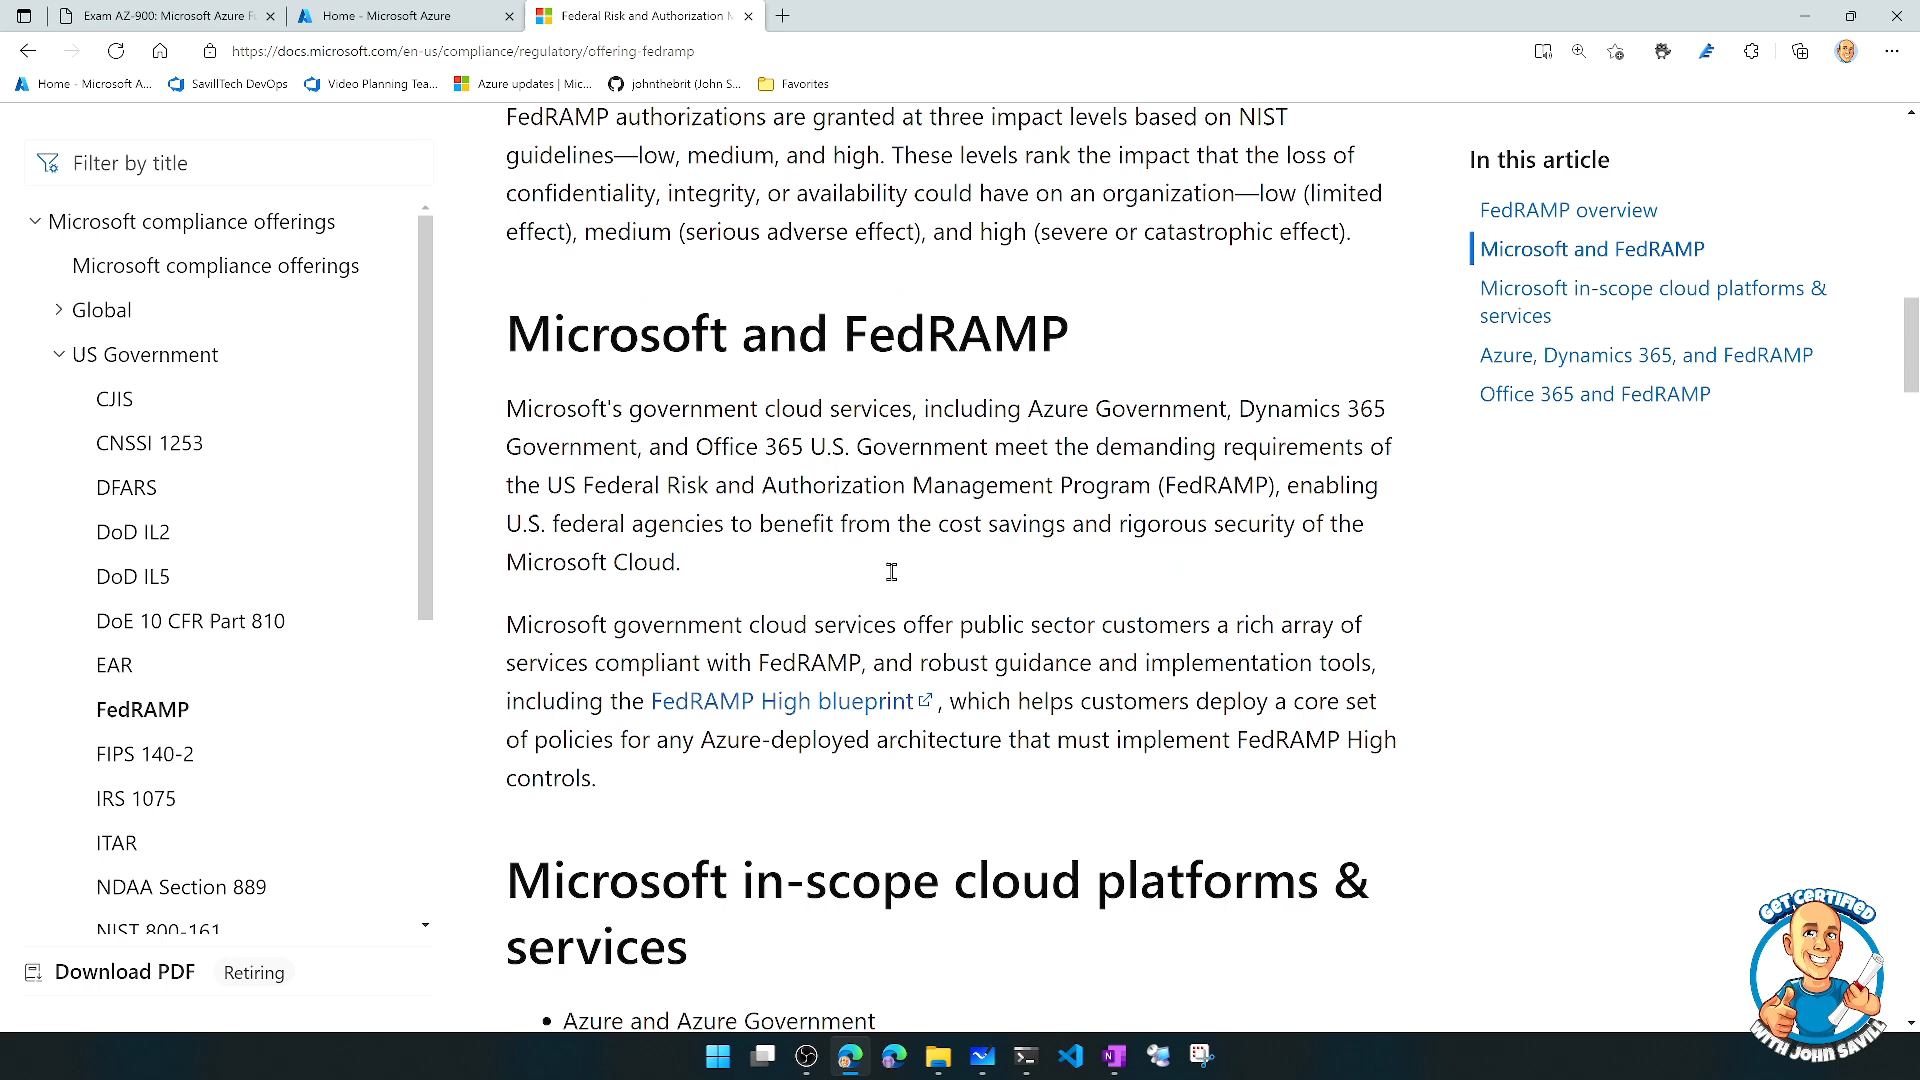 Exam AZ-900: Microsoft Azure Fu
Home - Microsoft Azure
Federal Risk and Authorization M
https://docs.microsoft.com/en-us/compliance/regulatory/offering-fedramp
Home - Microsoft A...
SavillTech DevOps
Video Planning Tea...
Azure updates | Mic...
johnthebrit (John S...
Favorites
Filter by title
Microsoft compliance offerings
Microsoft compliance offerings
Global
US Government
CJIS
CNSSI 1253
DFARS
DoD IL2
DoD IL5
DoE 10 CFR Part 810
EAR
FedRAMP
FIPS 140-2
IRS 1075
ITAR
NDAA Section 889
NIST 800-161
Download PDF
Retiring
FedRAMP authorizations are granted at three impact levels based on NIST
guidelines—low, medium, and high. These levels rank the impact that the loss of
confidentiality, integrity, or availability could have on an organization—low (limited
effect), medium (serious adverse effect), and high (severe or catastrophic effect).
Microsoft and FedRAMP
Microsoft's government cloud services, including Azure Government, Dynamics 365
Government, and Office 365 U.S. Government meet the demanding requirements of
the US Federal Risk and Authorization Management Program (FedRAMP), enabling
U.S. federal agencies to benefit from the cost savings and rigorous security of the
Microsoft Cloud.
Microsoft government cloud services offer public sector customers a rich array of
services compliant with FedRAMP, and robust guidance and implementation tools,
including the FedRAMP High blueprint, which helps customers deploy a core set
of policies for any Azure-deployed architecture that must implement FedRAMP High
controls.
Microsoft in-scope cloud platforms &
services
• Azure and Azure Government
In this article
FedRAMP overview
Microsoft and FedRAMP
Microsoft in-scope cloud platforms &
services
Azure, Dynamics 365, and FedRAMP
Office 365 and FedRAMP
GET CERTIFIED
WITH JOHN SAVILL